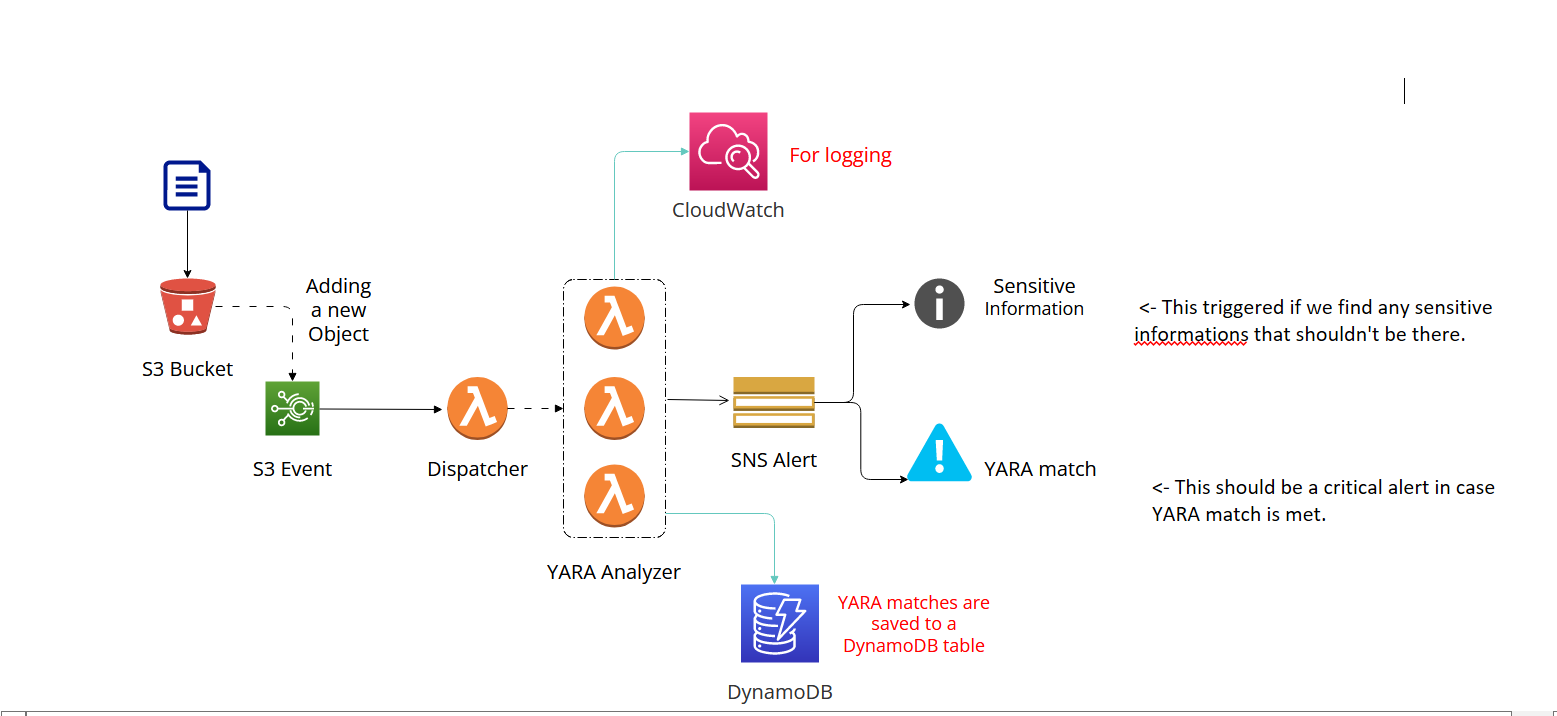 For logging
CloudWatch
Adding
a new
Object
S3 Bucket
Sensitive
Information
<- This triggered if we find any sensitive
informations that shouldn't be there.
S3 Event
Dispatcher
SNS Alert
YARA match
<- This should be a critical alert in case
YARA match is met.
YARA Analyzer
YARA matches are
saved to a
DynamoDB table
DynamoDB